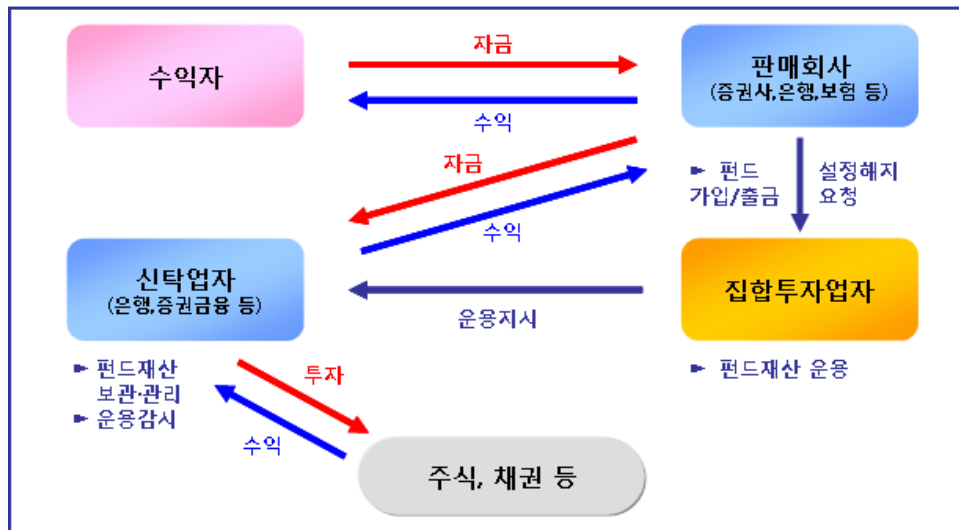 수익자
자금
수익
판매회사
(증권사,은행,보험 등)
자금
수익
► 펀드
가입/출금
설정해지
요청
신탁업자
(은행,증권금융 등)
운용지시
집합투자업자
► 펀드재산
보관·관리
► 운용감시
투자
수익
► 펀드재산 운용
주식, 채권 등